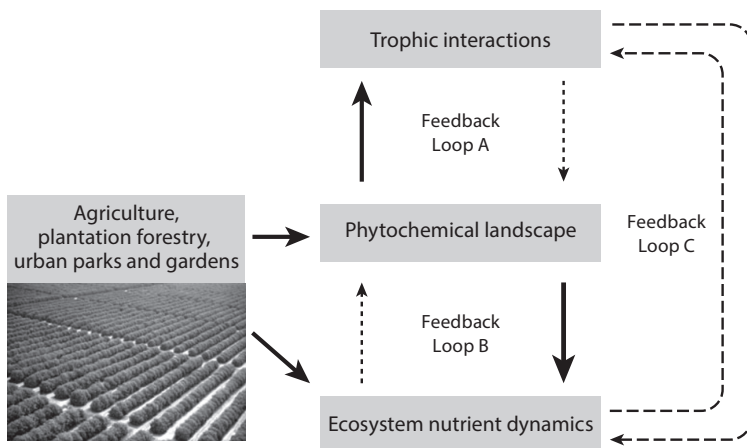 Trophic interactions
Feedback
Loop A
Agriculture,
plantation forestry,
urban parks and gardens
Phytochemical landscape
Feedback
Loop C
Feedback
Loop B
Ecosystem nutrient dynamics